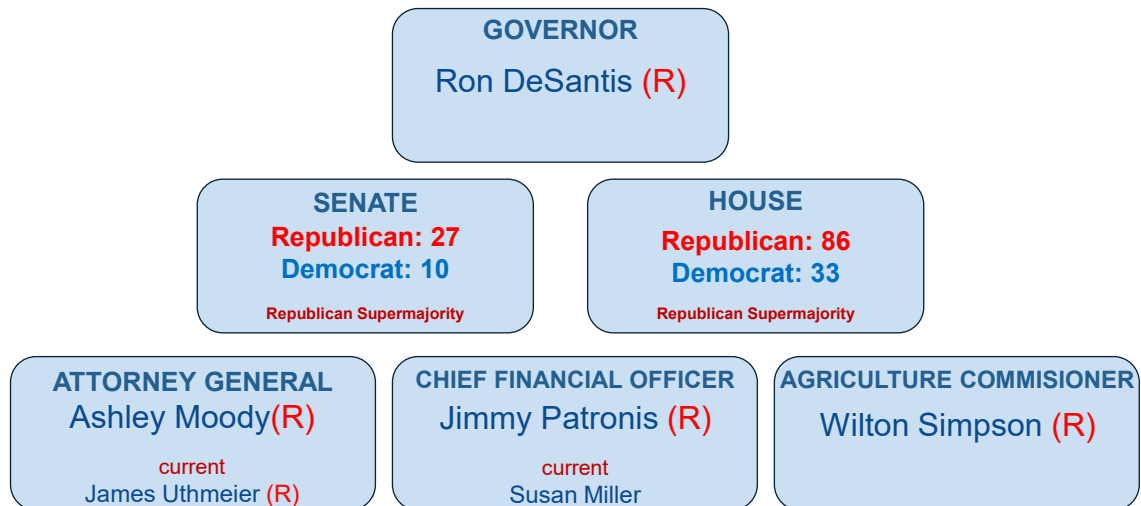 GOVERNOR
Ron DeSantis (R)
SENATE
Republican: 27
Democrat: 10
Republican Supermajority
HOUSE
Republican: 86
Democrat: 33
Republican Supermajority
ATTORNEY GENERAL
Ashley Moody(R)
current
James Uthmeier (R)
CHIEF FINANCIAL OFFICER
Jimmy Patronis (R)
current
Susan Miller
AGRICULTURE COMMISIONER
Wilton Simpson (R)